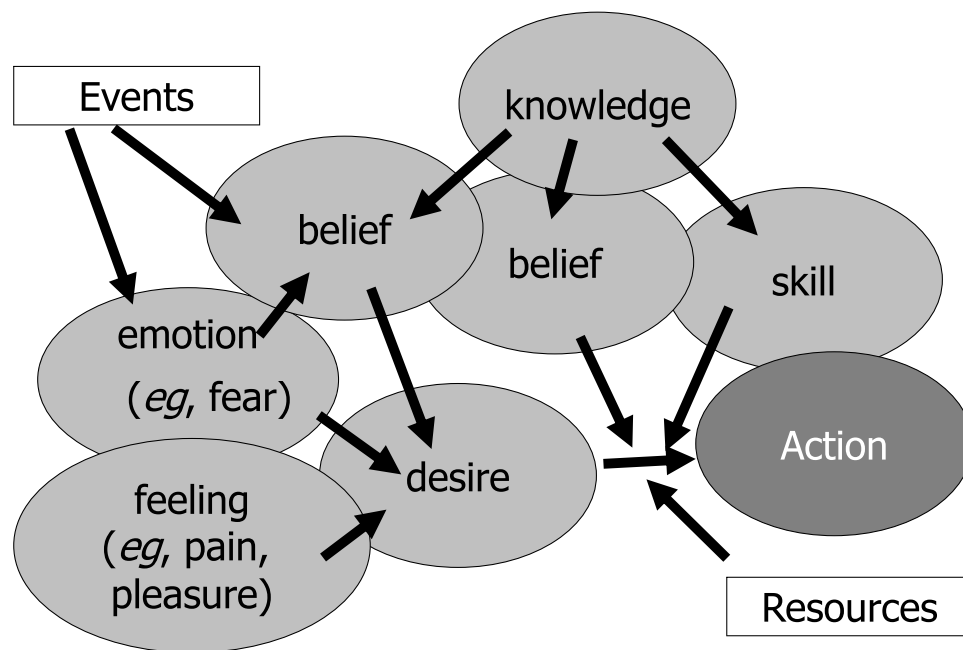 Events
knowledge
belief
belief
skill
emotion
(eg, fear)
Action
desire
feeling
(eg, pain,
pleasure)
Resources